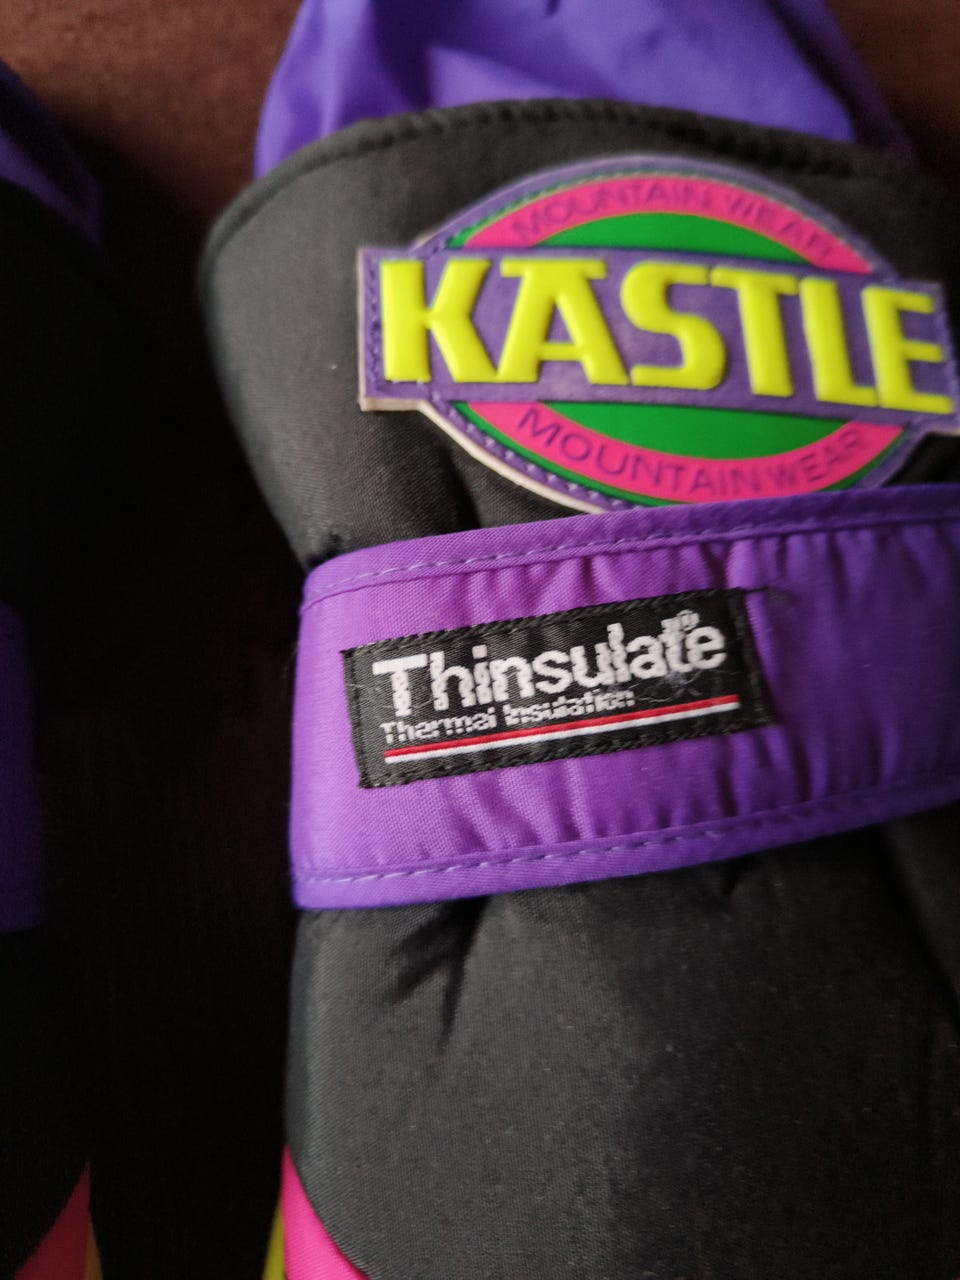 MOUNTAIN WEAR
KASTLE
MOUNTAIN WEAR
Thinsulate®
Thermal Insulation